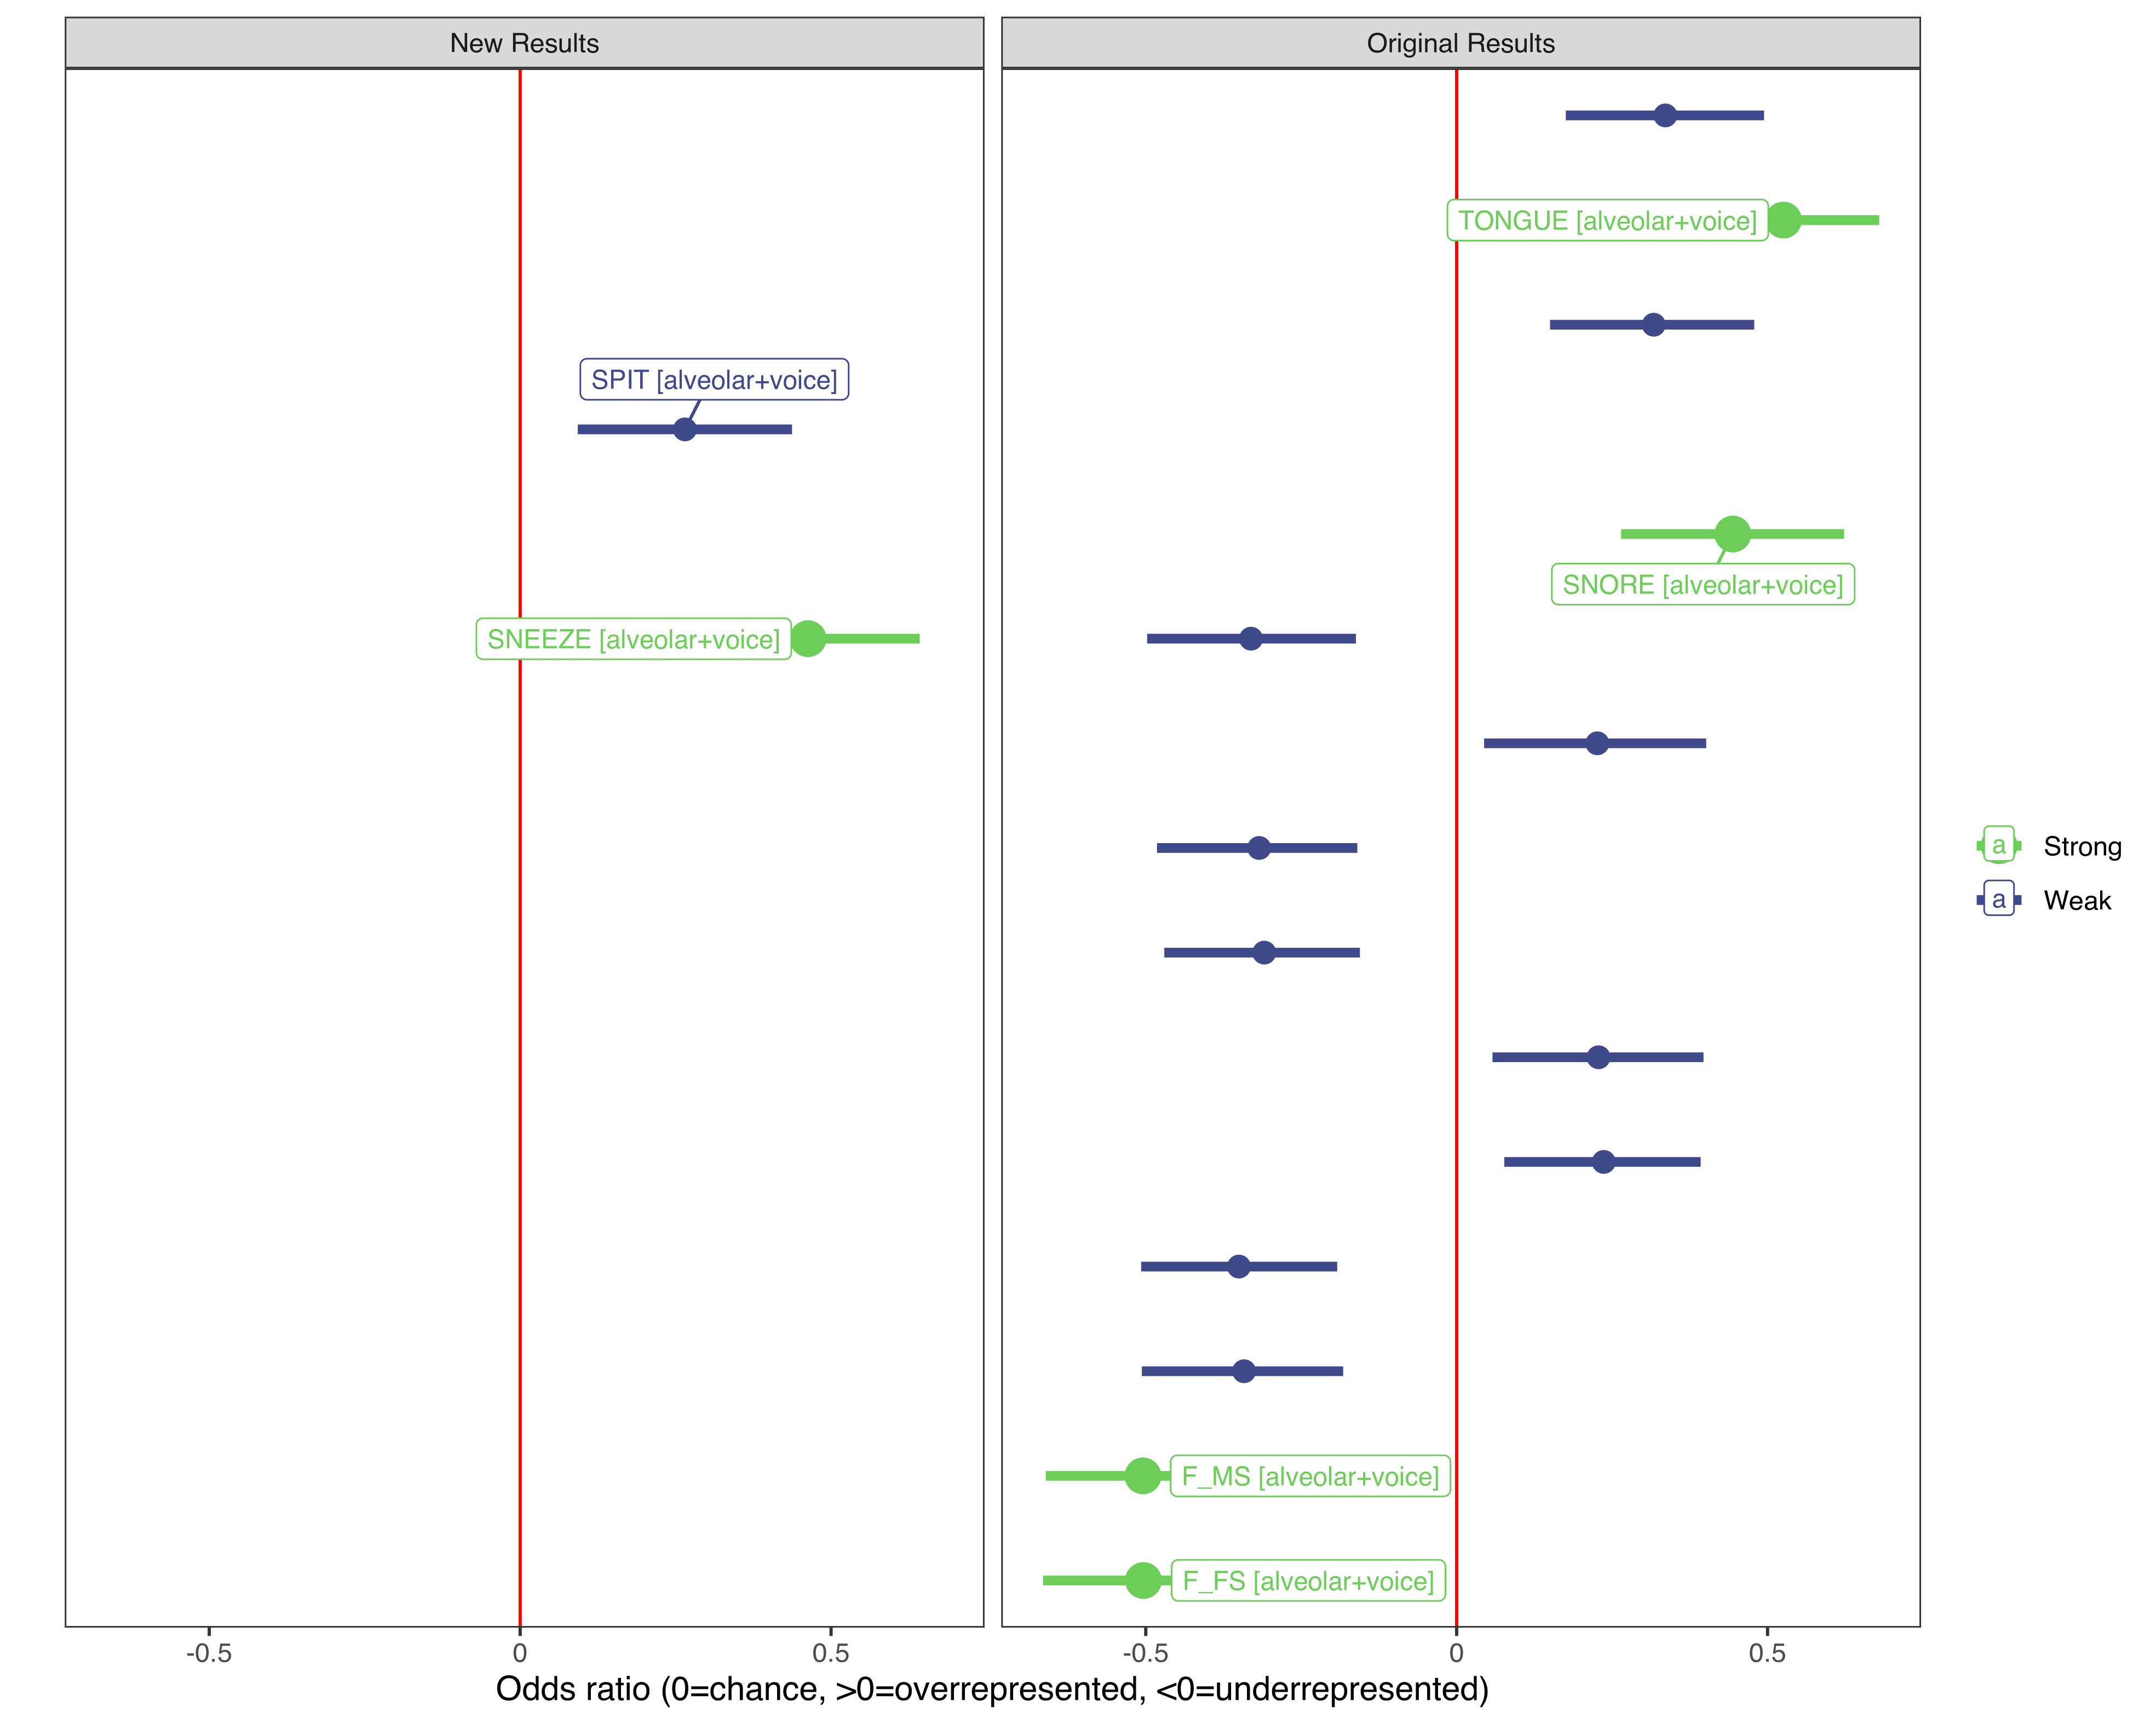 New Results
Original Results
TONGUE [alveolar+voice]
SPIT [alveolar+voice]
SNORE [alveolar+voice]
SNEEZE [alveolar+voice]
a Strong
a Weak
F_MS [alveolar+voice]
F_FS [alveolar+voice]
-0.5 0 0.5 -0.5 0 0.5
Odds ratio (0=chance, >0=overrepresented, <0=underrepresented)